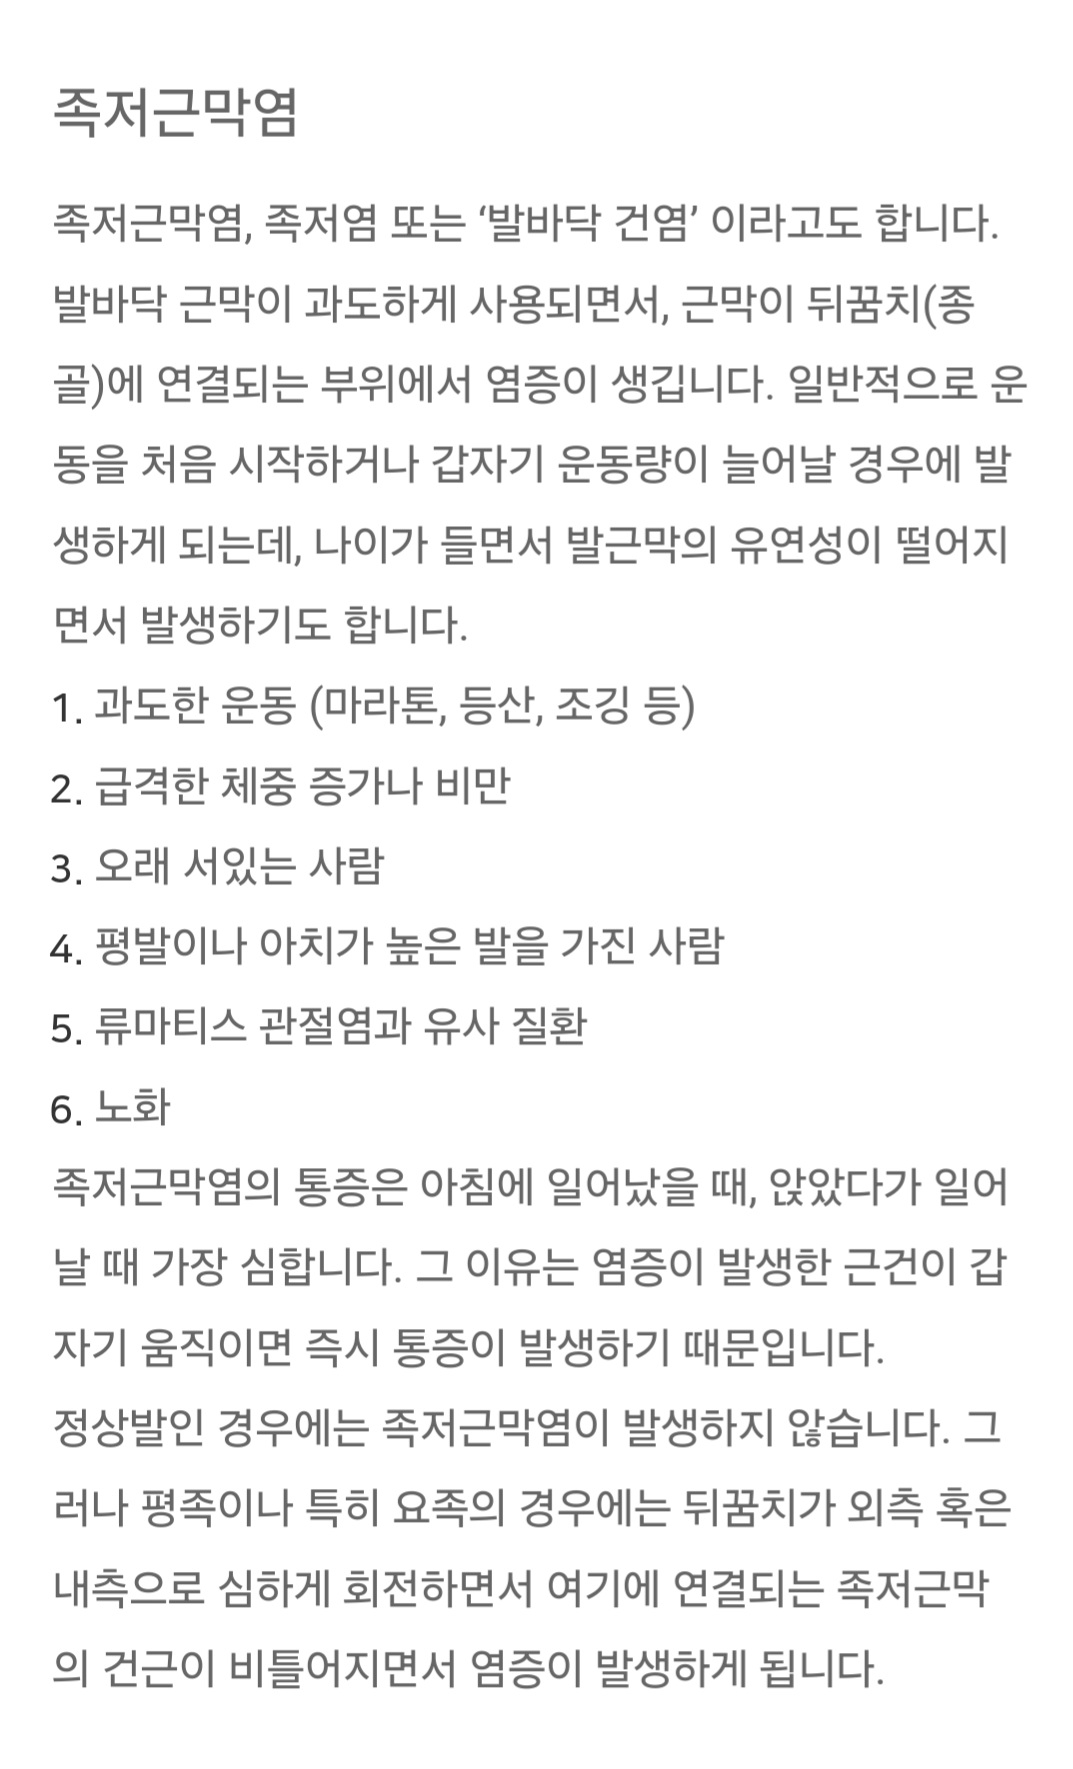 족저근막염
족저근막염, 족저염 또는 ‘발바닥 건염’ 이라고도 합니다.
발바닥 근막이 과도하게 사용되면서, 근막이 뒤꿈치(종
골)에 연결되는 부위에서 염증이 생깁니다. 일반적으로 운
동을 처음 시작하거나 갑자기 운동량이 늘어날 경우에 발
생하게 되는데, 나이가 들면서 발근막의 유연성이 떨어지
면서 발생하기도 합니다.
1. 과도한 운동 (마라톤, 등산, 조깅 등)
2. 급격한 체중 증가나 비만
3. 오래 서있는 사람
4. 평발이나 아치가 높은 발을 가진 사람
5. 류마티스 관절염과 유사 질환
6. 노화
족저근막염의 통증은 아침에 일어났을 때, 앉았다가 일어
날 때 가장 심합니다. 그 이유는 염증이 발생한 근건이 갑
자기 움직이면 즉시 통증이 발생하기 때문입니다.
정상발인 경우에는 족저근막염이 발생하지 않습니다. 그
러나 평족이나 특히 요족의 경우에는 뒤꿈치가 외측 혹은
내측으로 심하게 회전하면서 여기에 연결되는 족저근막
의 건근이 비틀어지면서 염증이 발생하게 됩니다.